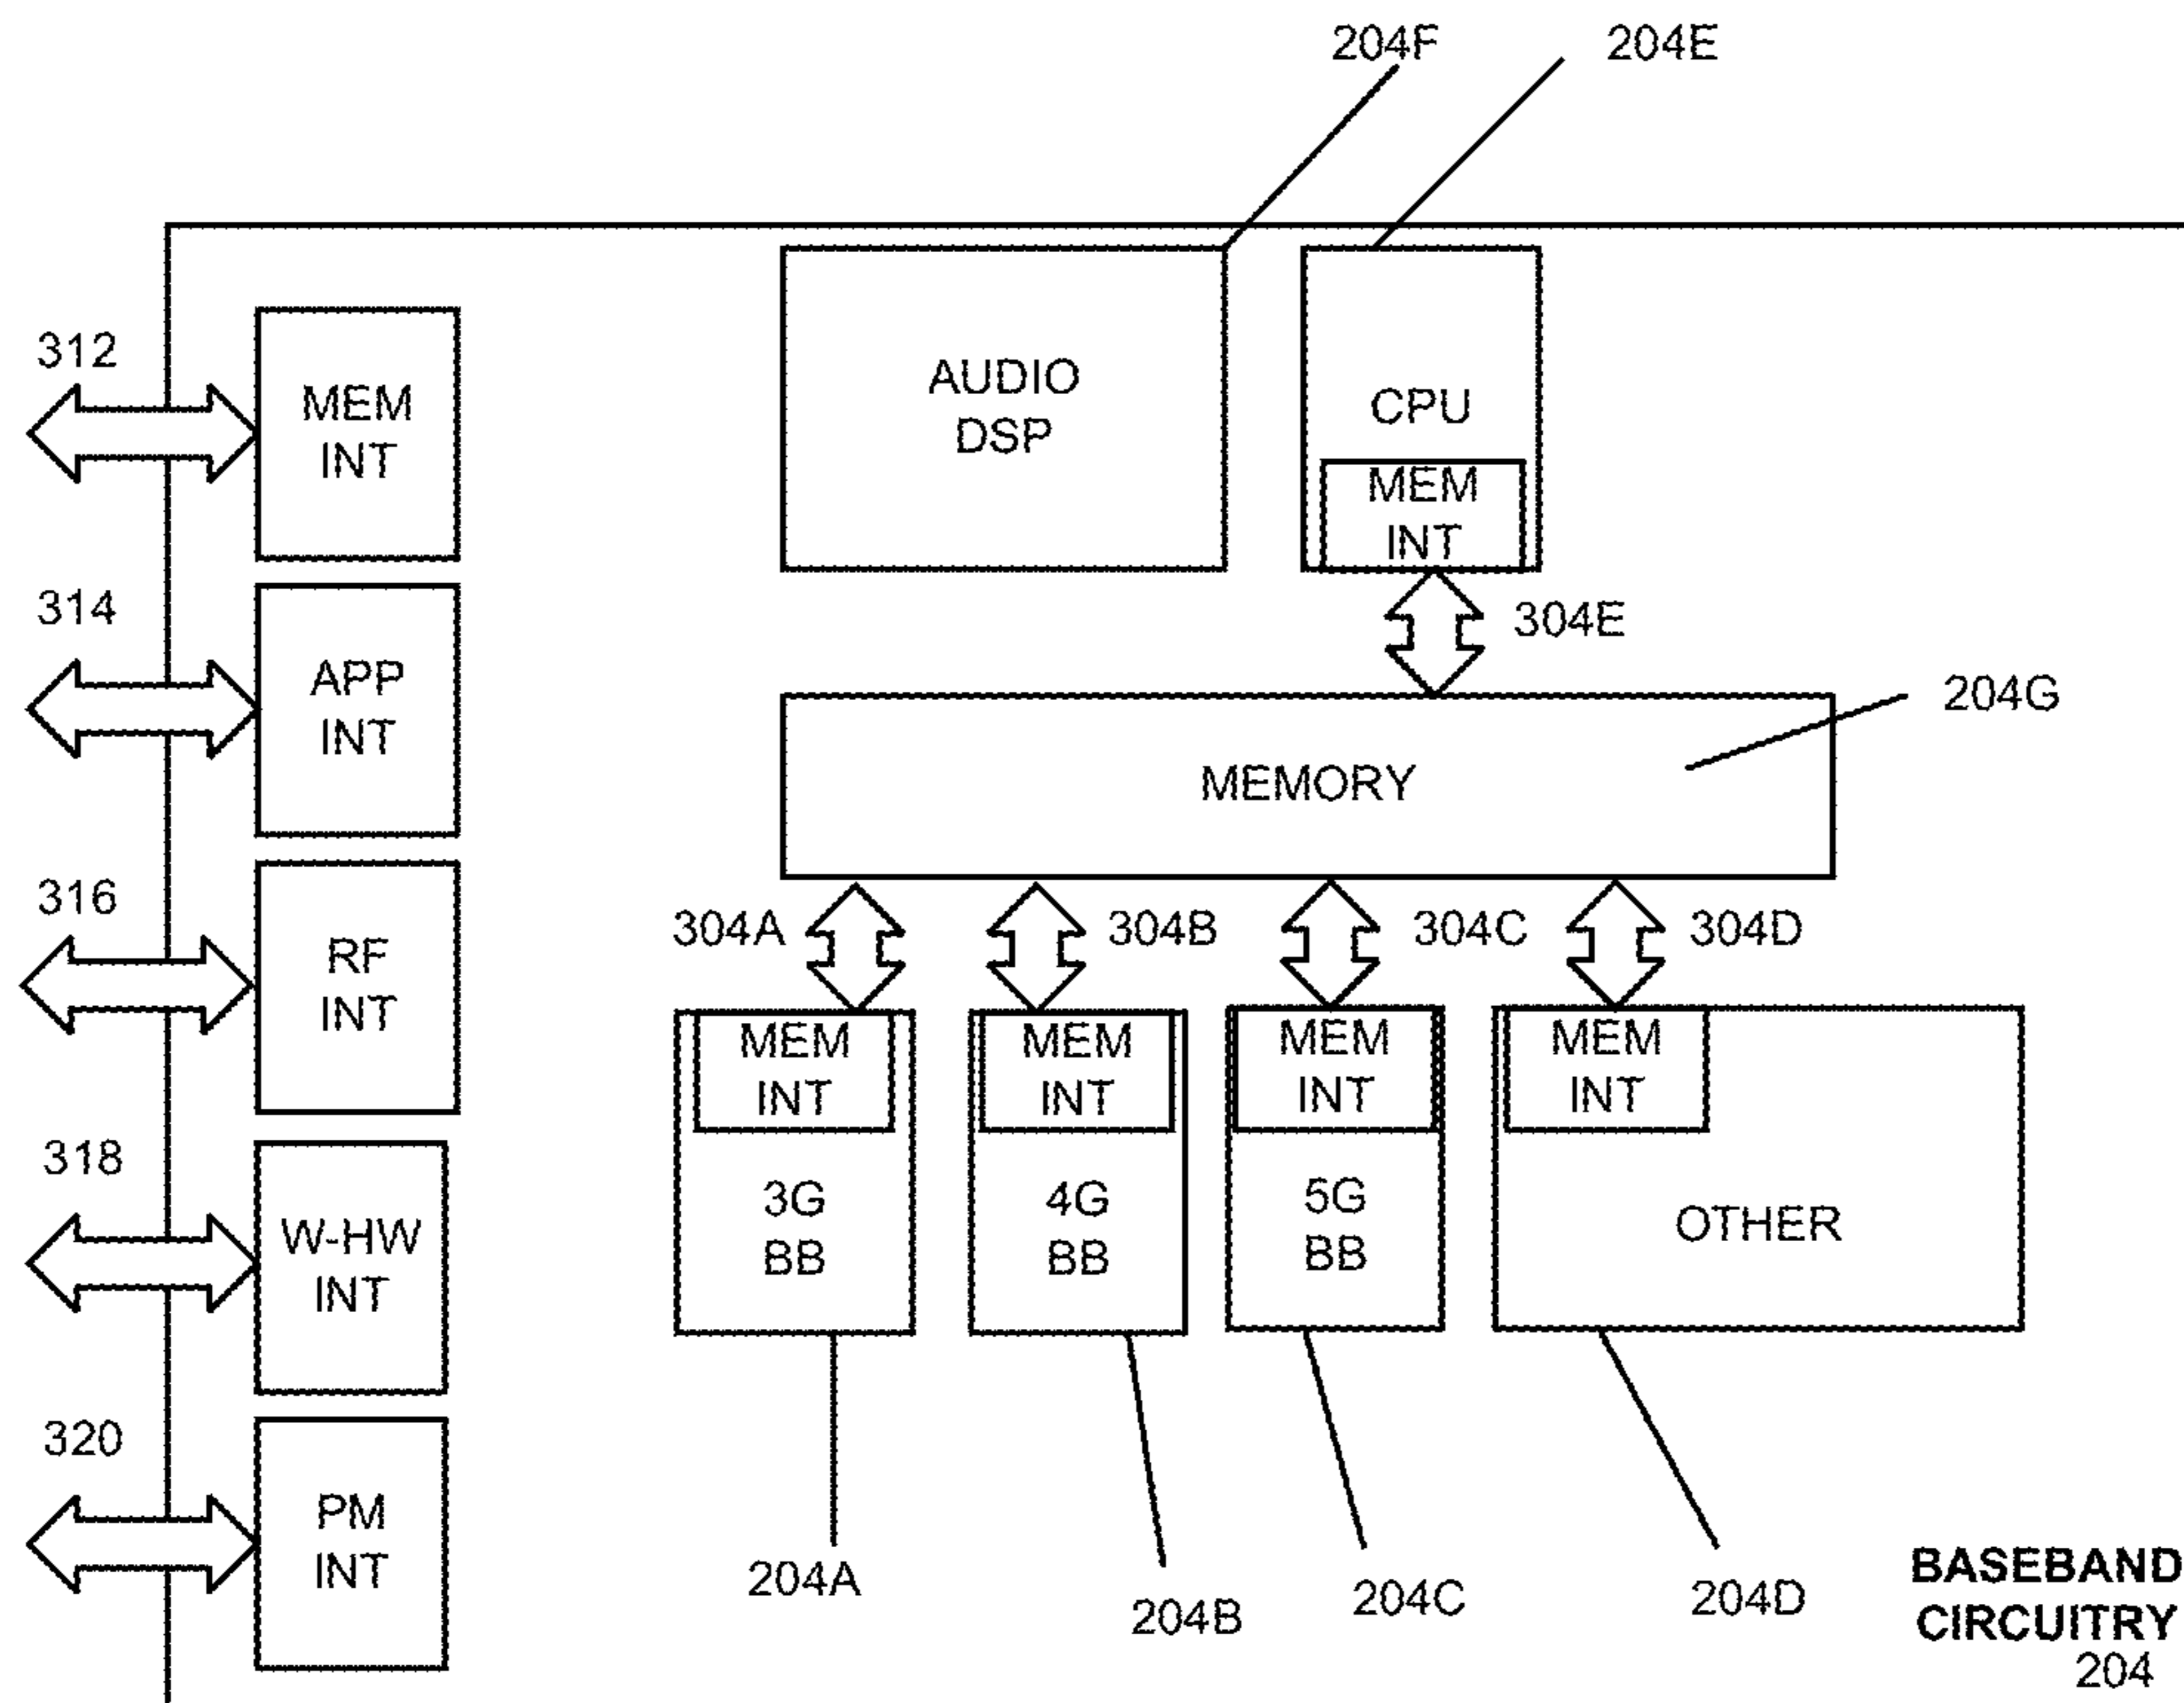 204F
204E
312
MEM
INT
AUDIO
DSP
CPU
MEM
INT
304E
314
APP
INT
204G
MEMORY
316
RF
INT
304A
304B
304C
304D
MEM
INT
MEM
INT
MEM
INT
MEM
INT
3G
BB
4G
BB
5G
BB
OTHER
318
W-HW
INT
320
PM
INT
204A
204B
204C
204D
BASEBAND
CIRCUITRY
204